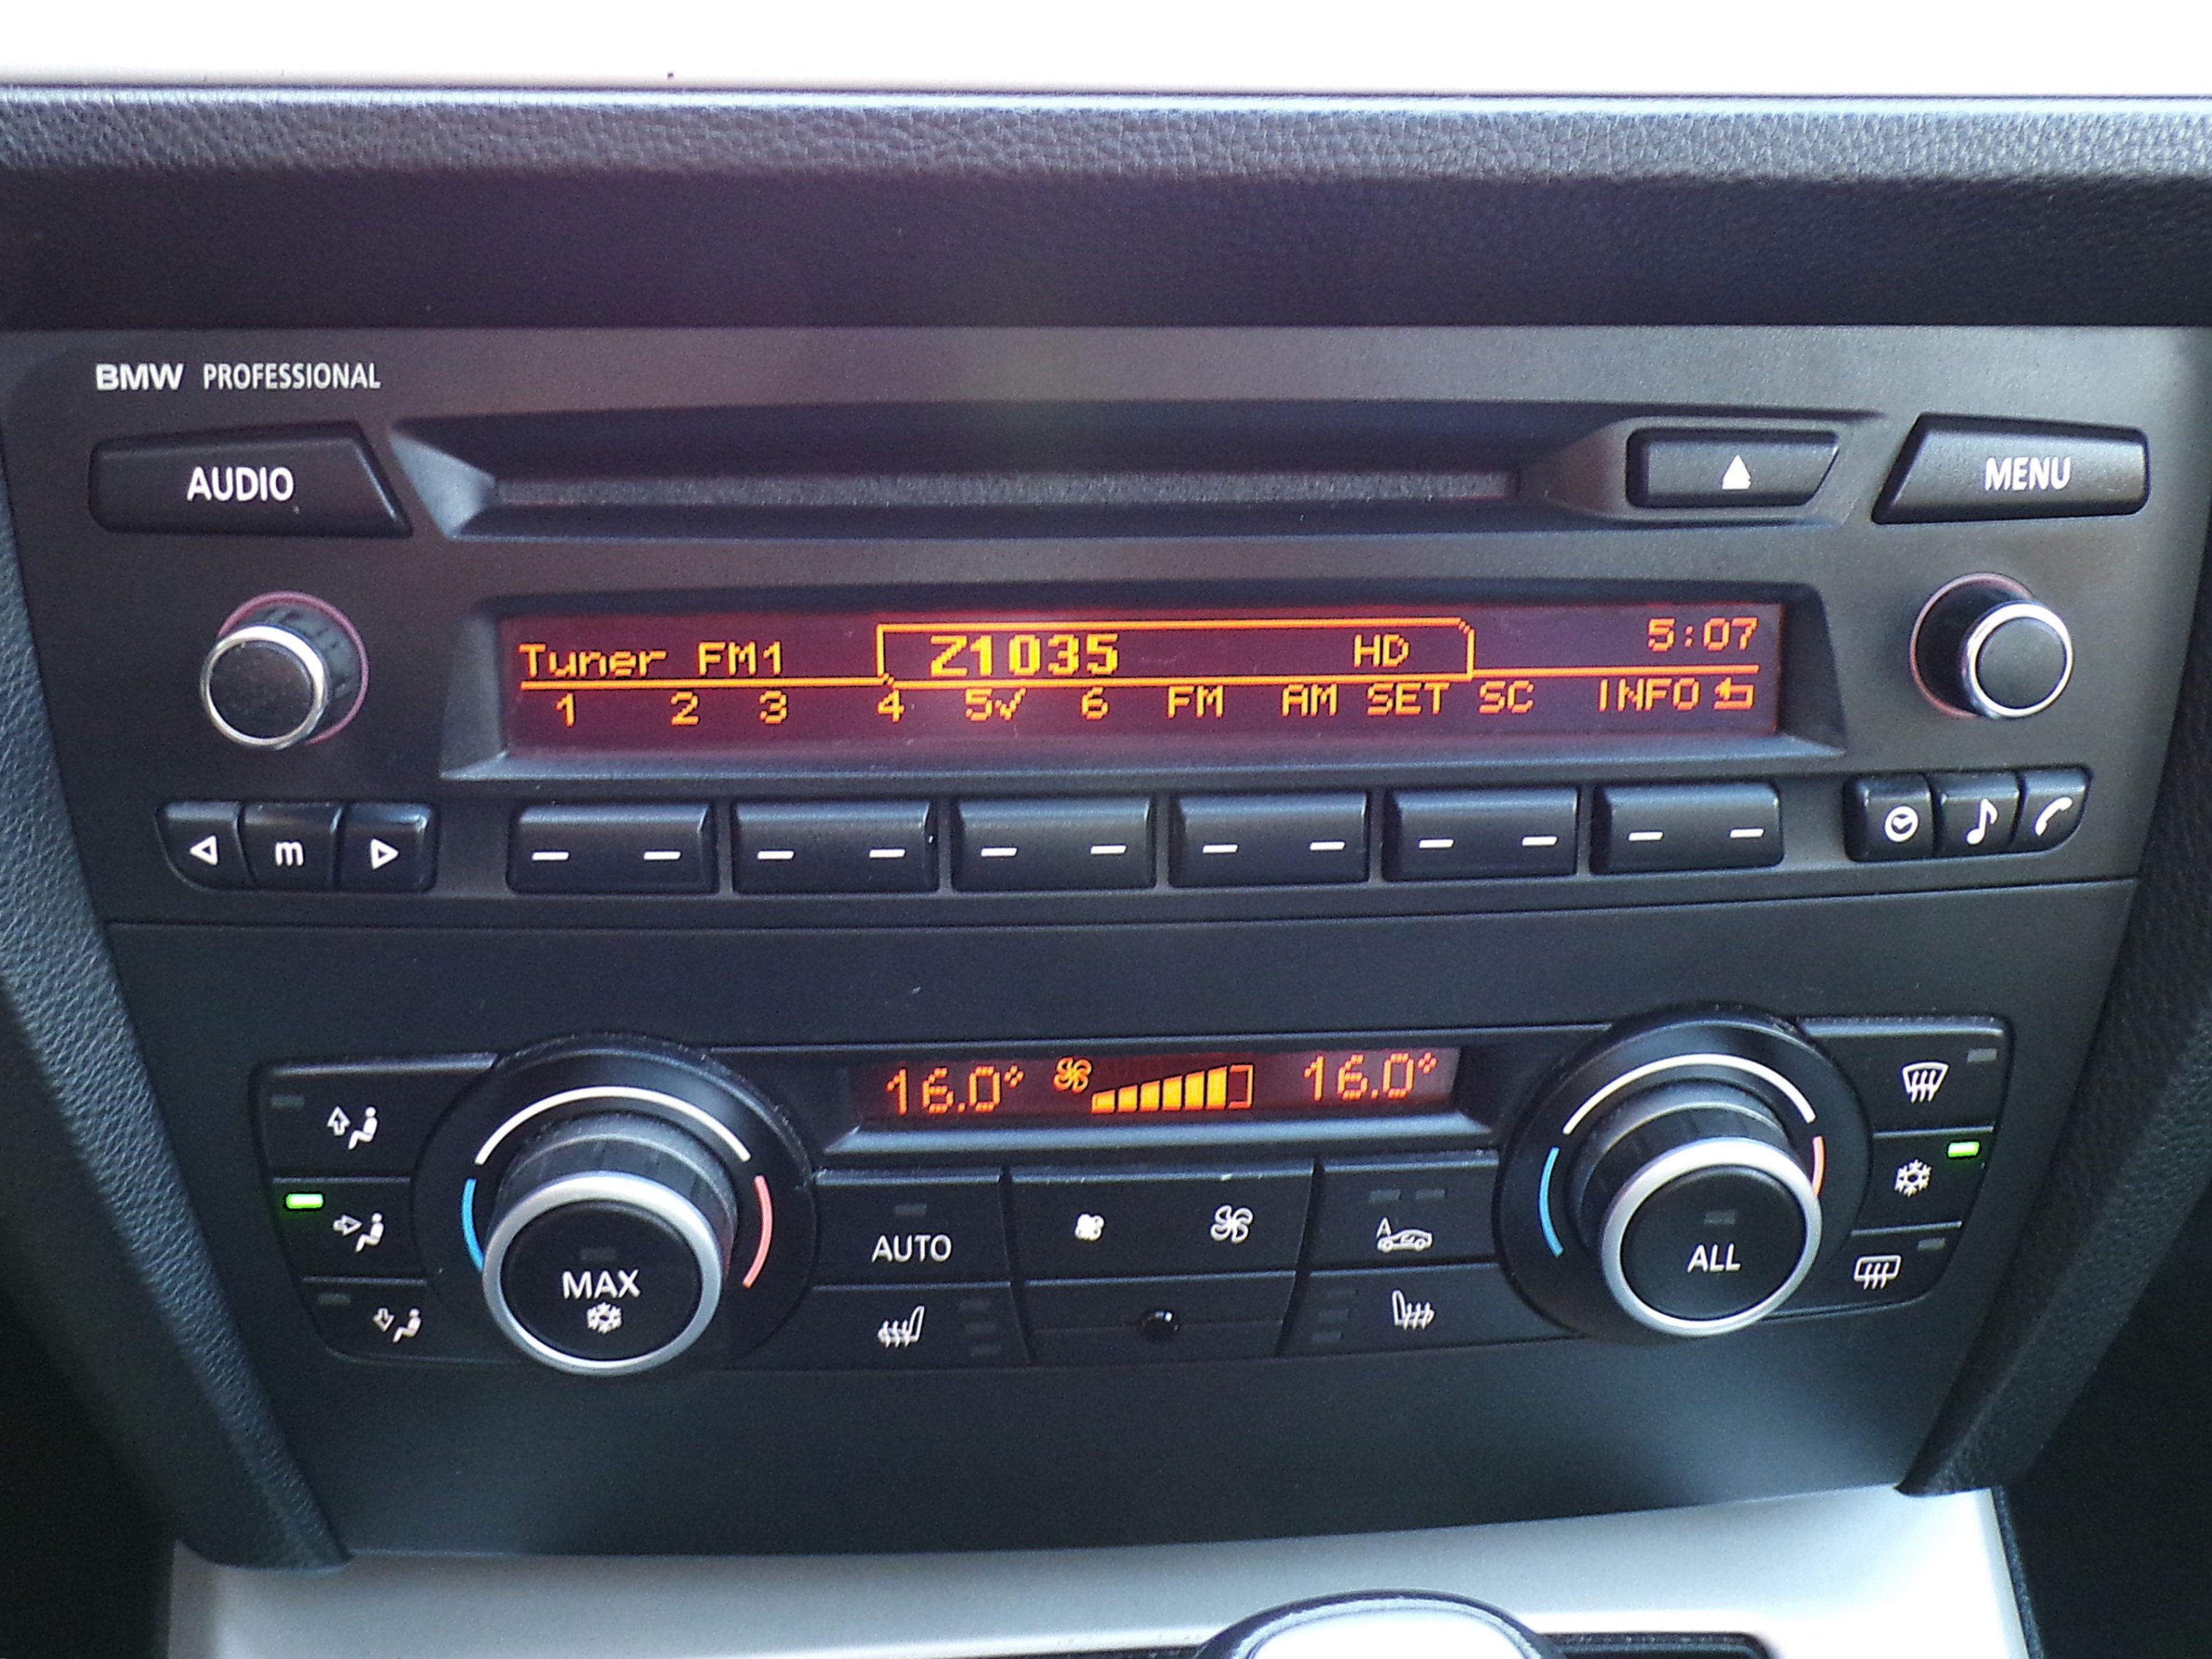 BMW PROFESSIONAL
AUDIO
MENU
Tuner FM1 Z1035 HD 5:07
1 2 3 4 5✓ 6 FM AM SET SC INFO
m
16.0° 16.0°
AUTO
A
MAX
ALL